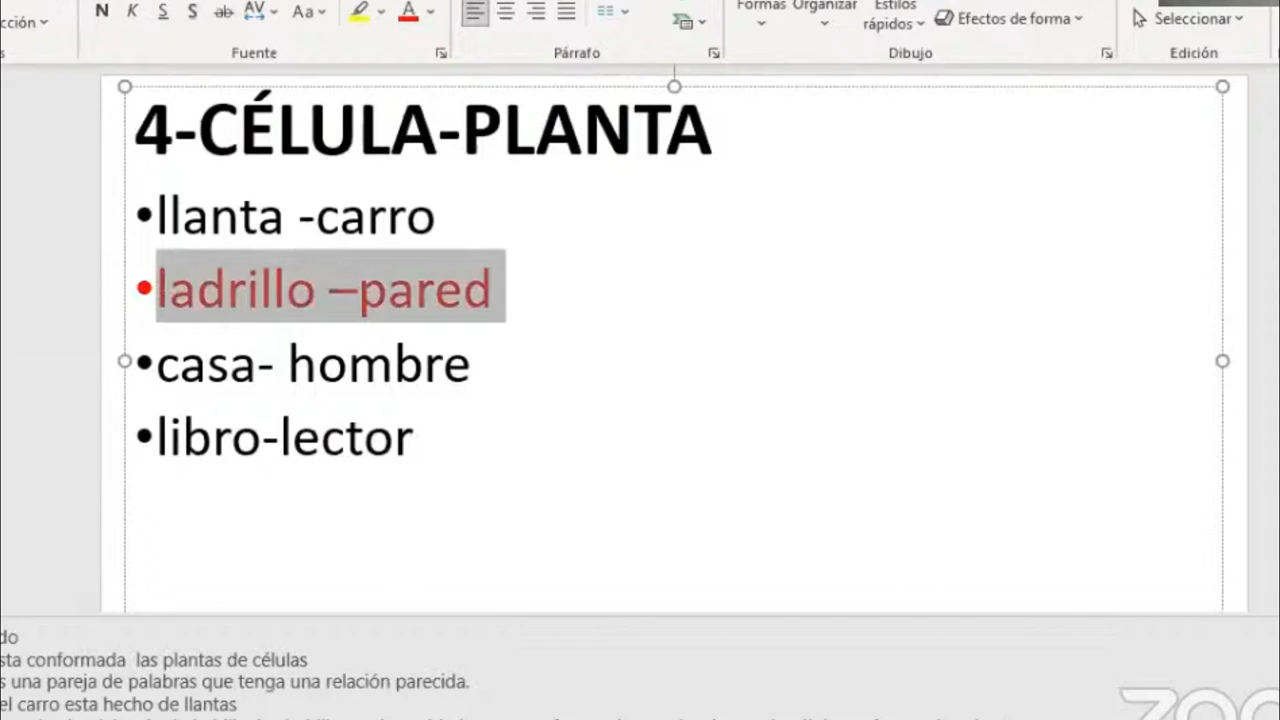 cción
N K S S ab AV Aa A
Formas Organizar Estilos
rápidos
Efectos de forma
Seleccionar
Fuente Párrafo Dibujo Edición
4-CÉLULA-PLANTA
•llanta -carro
•ladrillo –pared
•casa- hombre
•libro-lector
do
sta conformada las plantas de células
s una pareja de palabras que tenga una relación parecida.
el carro esta hecho de llantas